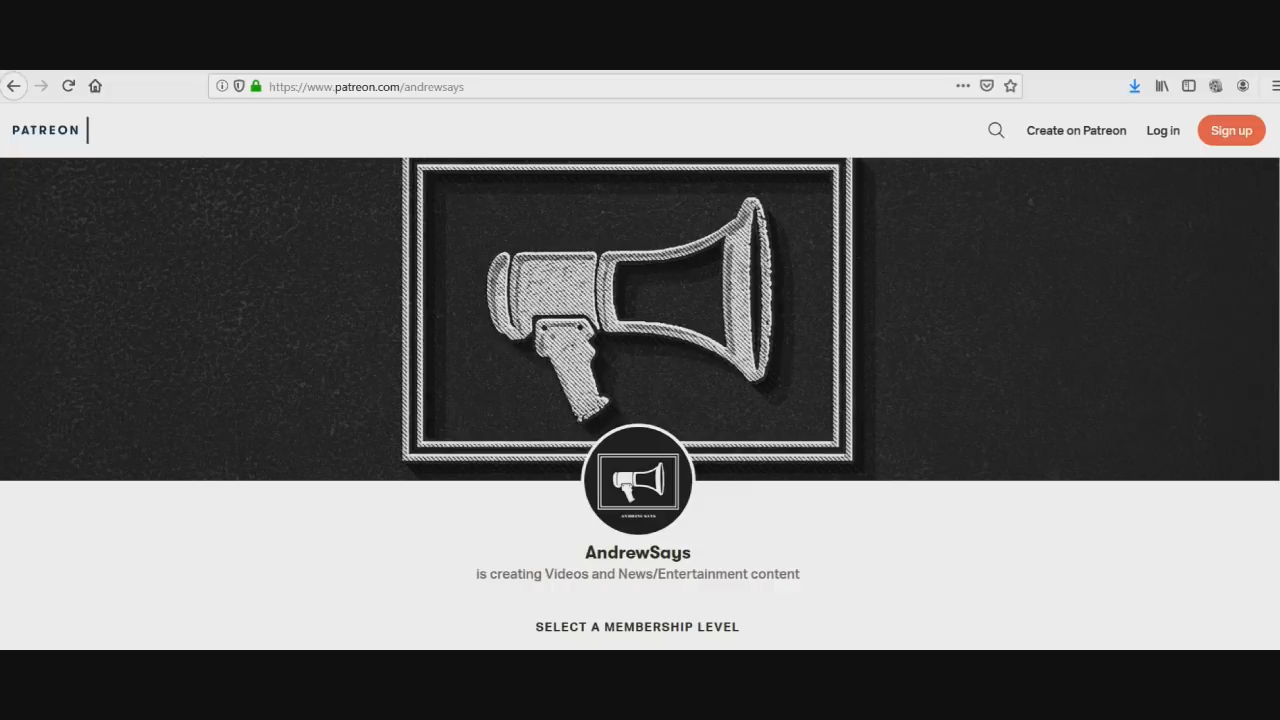 https://www.patreon.com/andrewsays
PATREON
Create on Patreon
Log in
Sign up
AndrewSays
is creating Videos and News/Entertainment content
SELECT A MEMBERSHIP LEVEL